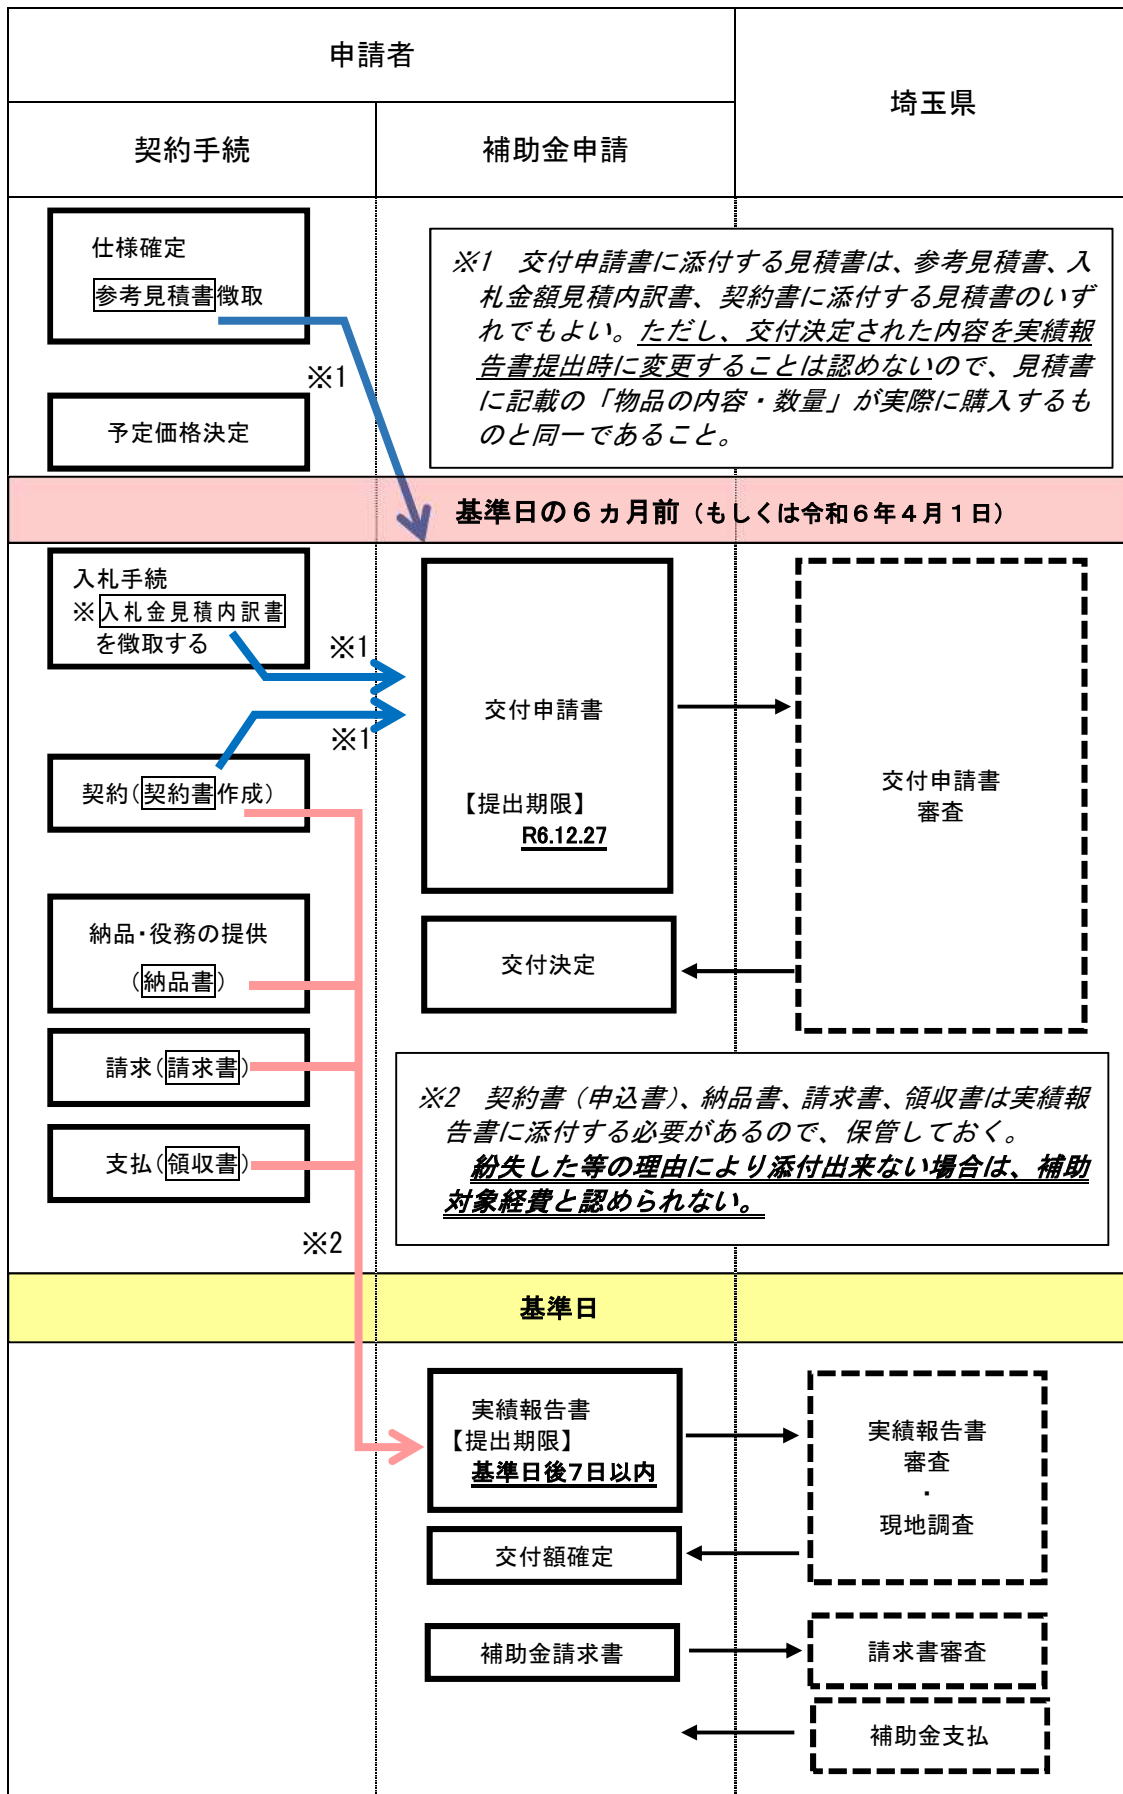 申請者
埼玉県
契約手続
補助金申請
仕様確定
参考見積書徴取
※1
予定価格決定
※1　交付申請書に添付する見積書は、参考見積書、入
札金額見積内訳書、契約書に添付する見積書のいず
れでもよい。ただし、交付決定された内容を実績報
告書提出時に変更することは認めないので、見積書
に記載の「物品の内容・数量」が実際に購入するも
のと同一であること。
基準日の６ヵ月前（もしくは令和６年４月１日）
入札手続
※入札金見積内訳書
を徴取する
※1
※1
契約(契約書作成)
納品・役務の提供
(納品書)
請求(請求書)
支払(領収書)
※2
交付申請書
【提出期限】
R6.12.27
交付申請書
審査
交付決定
※2　契約書（申込書）、納品書、請求書、領収書は実績報
告書に添付する必要があるので、保管しておく。
紛失した等の理由により添付出来ない場合は、補助
対象経費と認められない。
基準日
実績報告書
【提出期限】
基準日後7日以内
実績報告書
審査
・
現地調査
交付額確定
補助金請求書
請求書審査
補助金支払